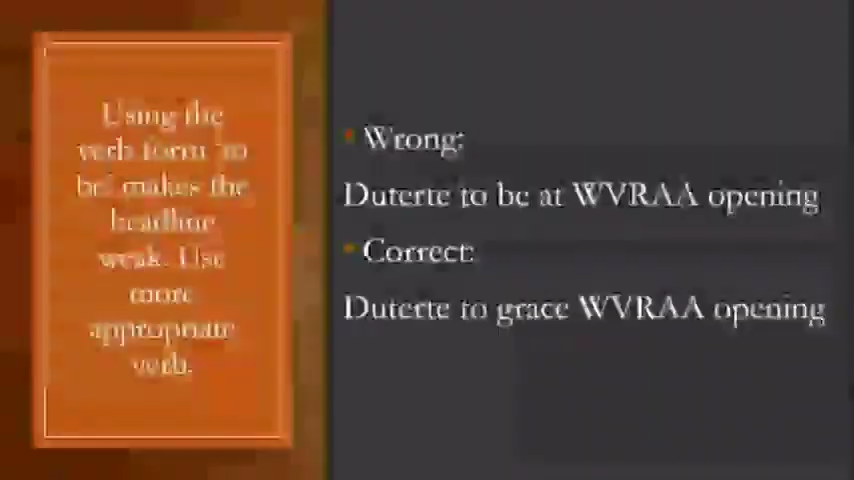 Using the
verb form 'to
be' makes the
headline
weak. Use
more
appropriate
verb.
Wrong:
Duterte to be at WVRAA opening
Correct:
Duterte to grace WVRAA opening